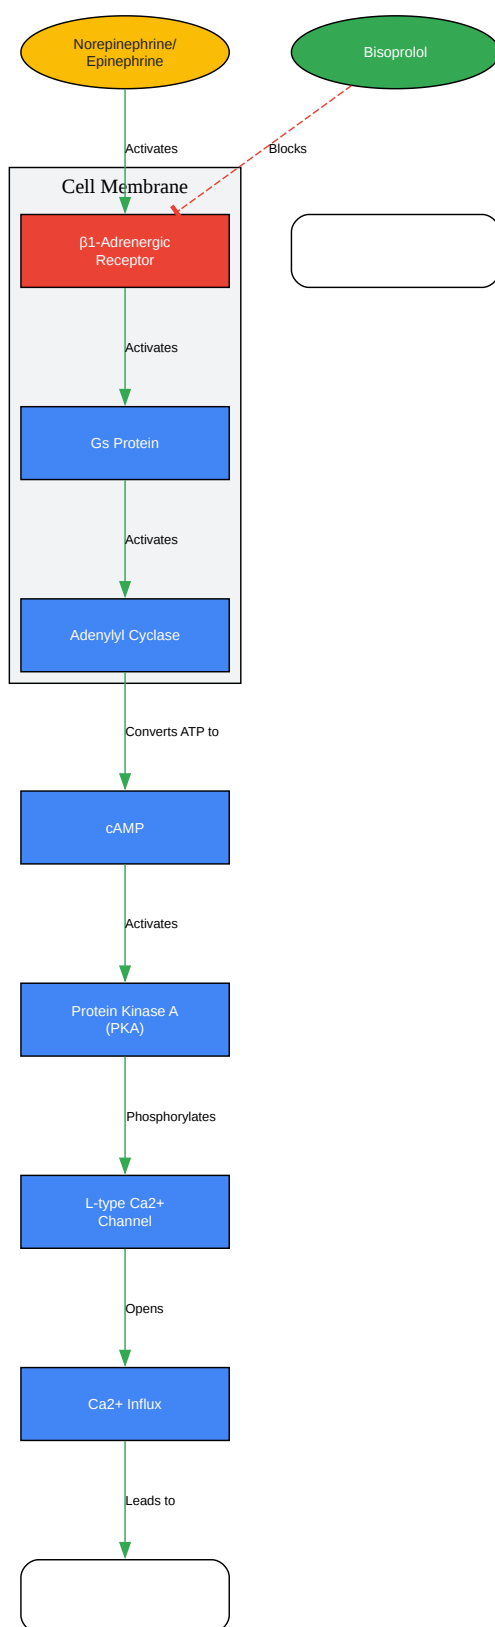 Norepinephrine/
Epinephrine
Bisoprolol
Activates
Blocks
Cell Membrane
β1-Adrenergic
Receptor
Activates
Gs Protein
Activates
Adenylyl Cyclase
Converts ATP to
cAMP
Activates
Protein Kinase A
(PKA)
Phosphorylates
L-type Ca2+
Channel
Opens
Ca2+ Influx
Leads to